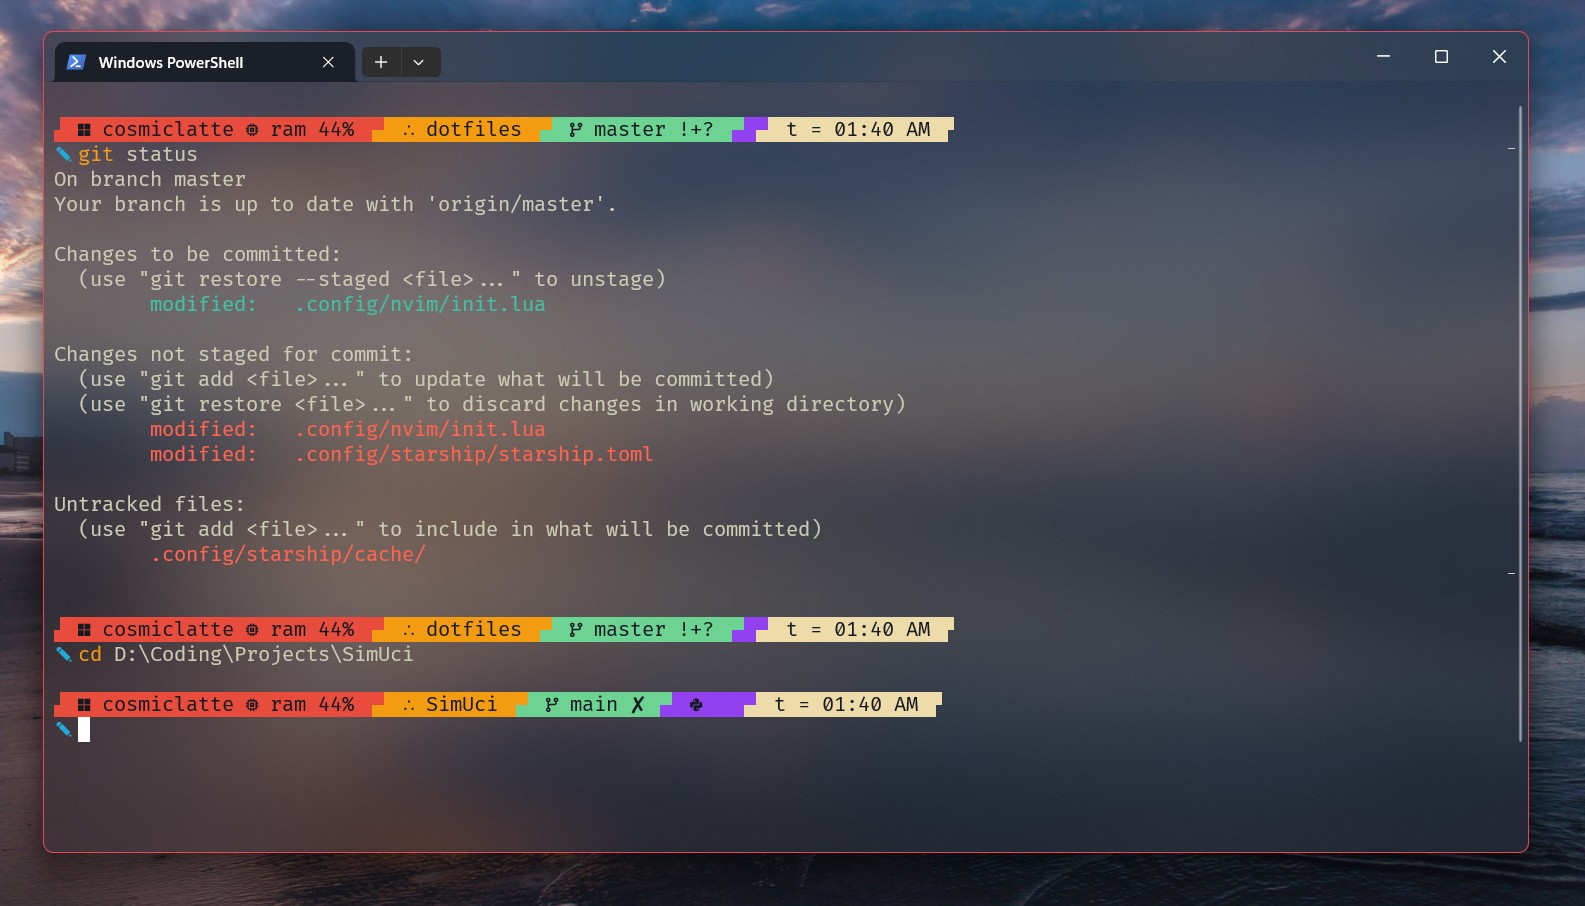 Windows PowerShell
cosmiclatte ram 44% ∴ dotfiles master !+? t = 01:40 AM
git status
On branch master
Your branch is up to date with 'origin/master'.
Changes to be committed:
(use "git restore --staged <file>..." to unstage)
modified: .config/nvim/init.lua
Changes not staged for commit:
(use "git add <file>..." to update what will be committed)
(use "git restore <file>..." to discard changes in working directory)
modified: .config/nvim/init.lua
modified: .config/starship/starship.toml
Untracked files:
(use "git add <file>..." to include in what will be committed)
.config/starship/cache/
cosmiclatte ram 44% ∴ dotfiles master !+? t = 01:40 AM
cd D:\Coding\Projects\SimUci
cosmiclatte ram 44% ∴ SimUci main ✗ t = 01:40 AM